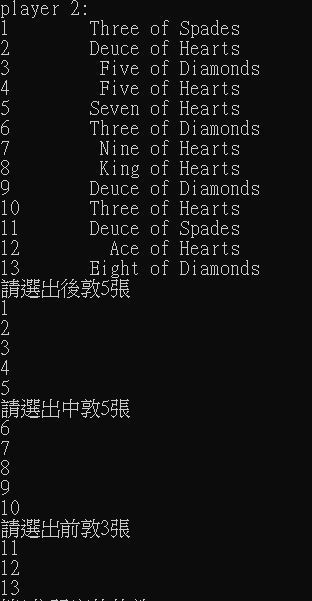 player 2:
1 Three of Spades
2 Deuce of Hearts
3 Five of Diamonds
4 Five of Hearts
5 Seven of Hearts
6 Three of Diamonds
7 Nine of Hearts
8 King of Hearts
9 Deuce of Diamonds
10 Three of Hearts
11 Deuce of Spades
12 Ace of Hearts
13 Eight of Diamonds
請選出後敦5張
1
2
3
4
5
請選出中敦5張
6
7
8
9
10
請選出前敦3張
11
12
13